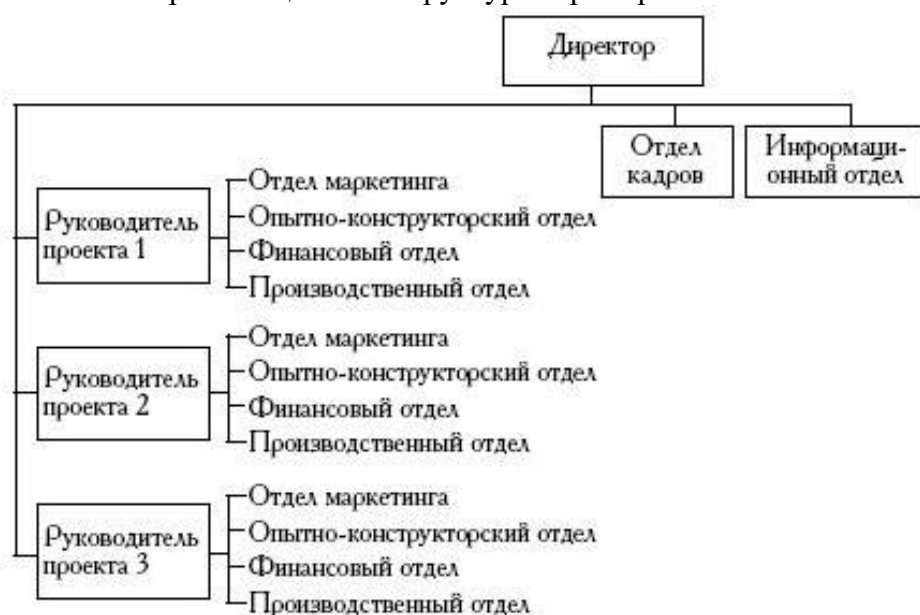 Директор
Отдел
кадров
Информаци-
онный отдел
Руководитель
проекта 1
Отдел маркетинга
Опытно-конструкторский отдел
Финансовый отдел
Производственный отдел
Руководитель
проекта 2
Отдел маркетинга
Опытно-конструкторский отдел
Финансовый отдел
Производственный отдел
Руководитель
проекта 3
Отдел маркетинга
Опытно-конструкторский отдел
Финансовый отдел
Производственный отдел